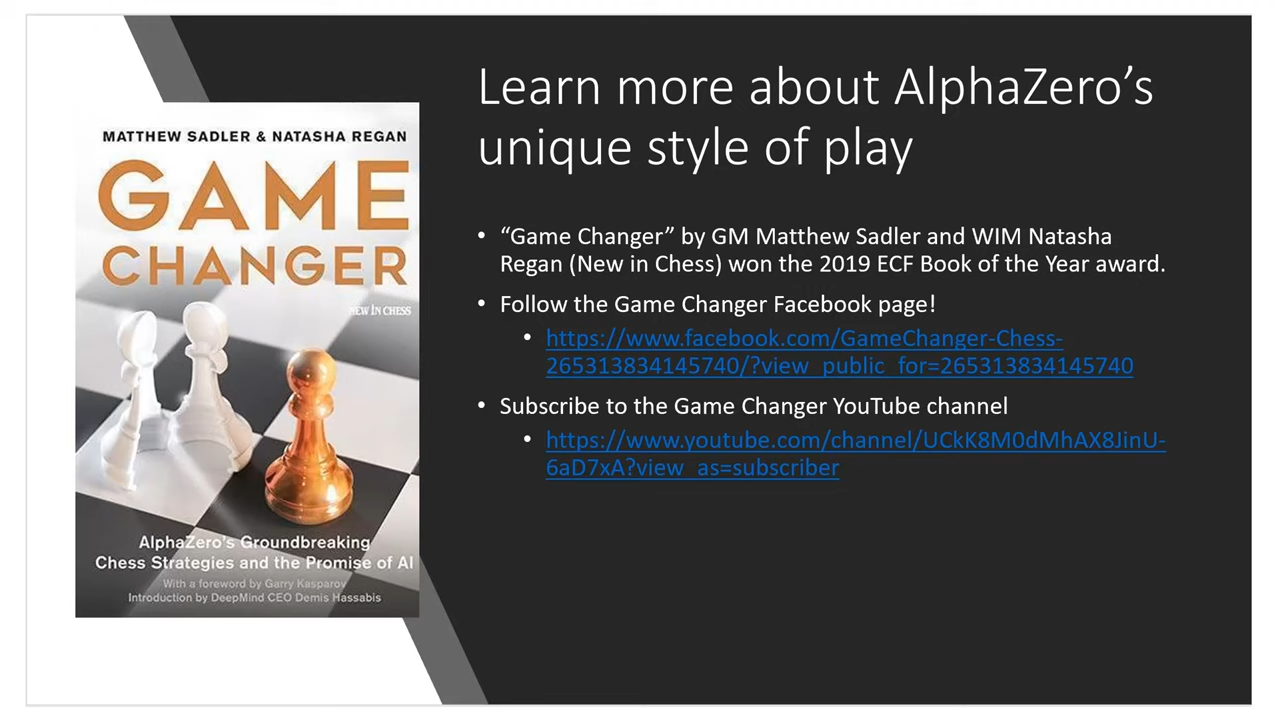 MATTHEW SADLER & NATASHA REGAN
GAME
CHANGER
NEW IN CHESS
AlphaZero's Groundbreaking
Chess Strategies and the Promise of AI
With a foreword by Garry Kasparov
Introduction by DeepMind CEO Demis Hassabis
Learn more about AlphaZero’s
unique style of play
• “Game Changer” by GM Matthew Sadler and WIM Natasha
Regan (New in Chess) won the 2019 ECF Book of the Year award.
• Follow the Game Changer Facebook page!
• https://www.facebook.com/GameChanger-Chess-
265313834145740/?view_public_for=265313834145740
• Subscribe to the Game Changer YouTube channel
• https://www.youtube.com/channel/UCkK8M0dMhAX8JinU-
6aD7xA?view_as=subscriber